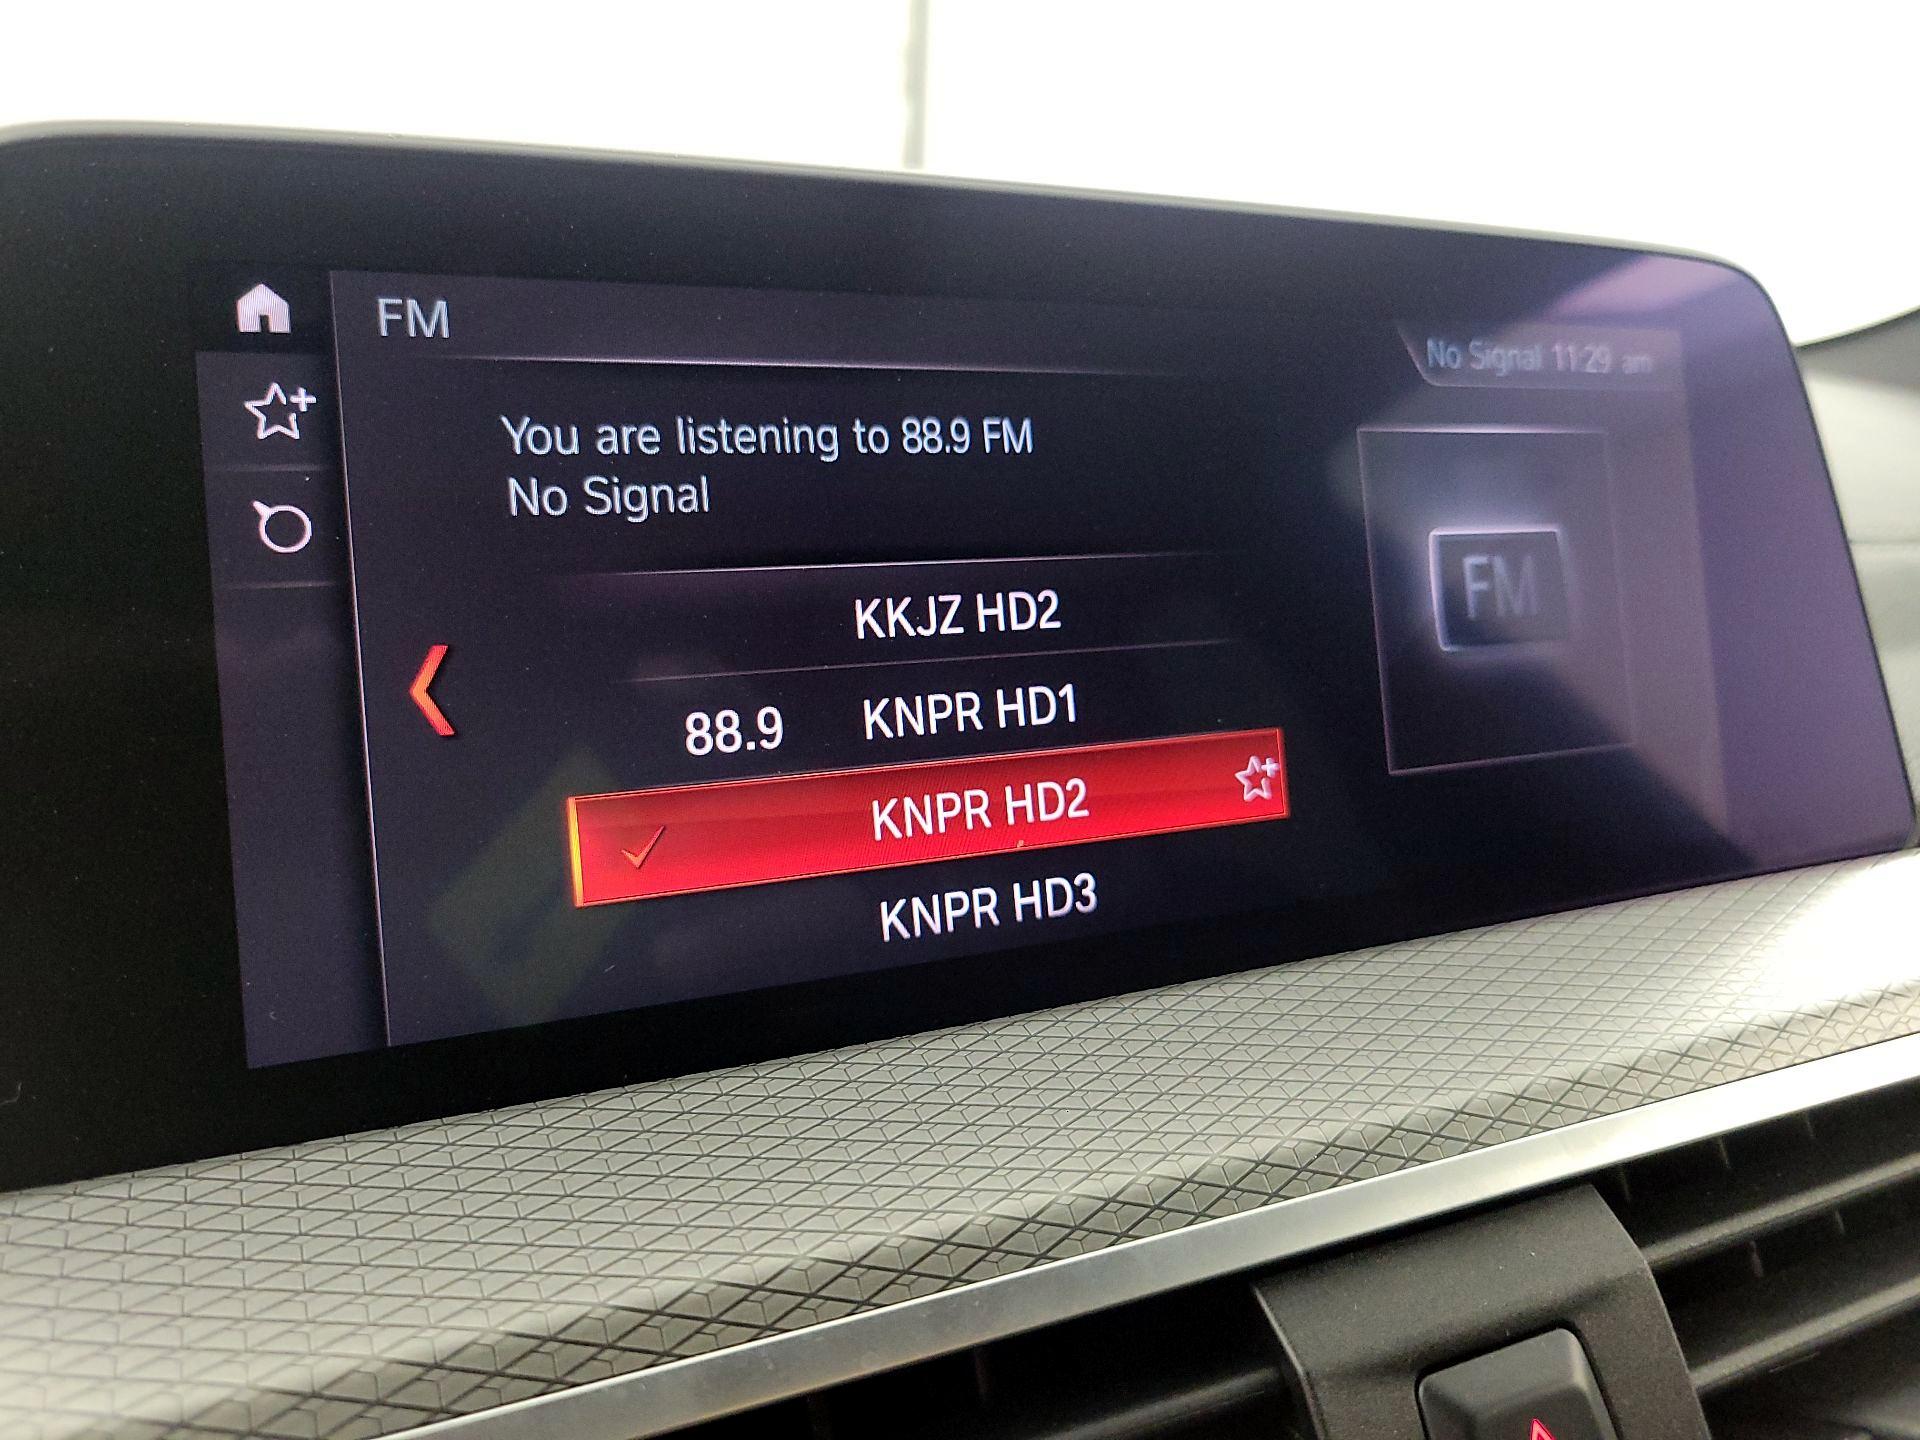 FM
No Signal 11:29 am
You are listening to 88.9 FM
No Signal
FM
KKJZ HD2
88.9 KNPR HD1
KNPR HD2
KNPR HD3